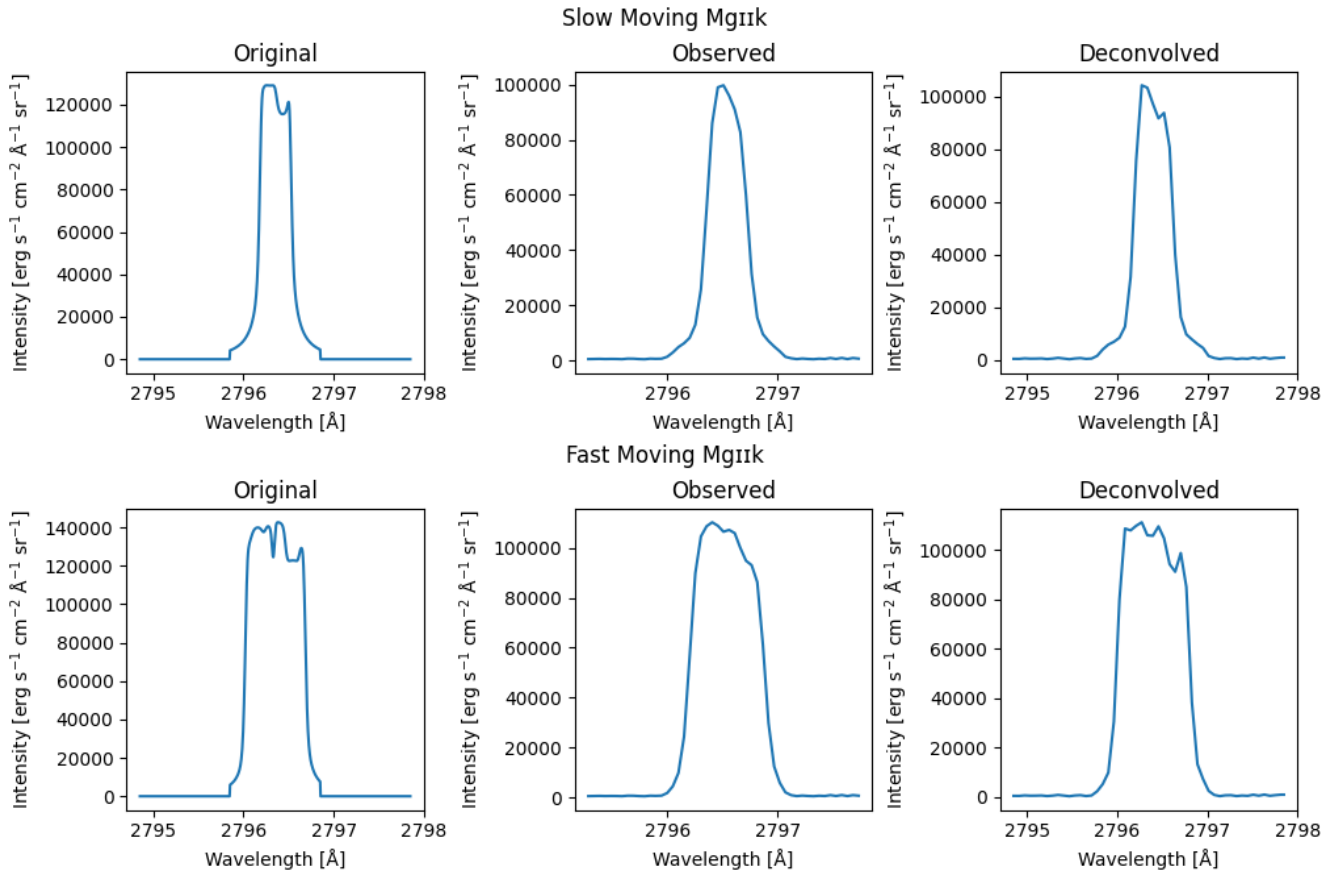 Slow Moving Mgɪɪk
Original
Observed
Deconvolved
Intensity [erg s⁻¹ cm⁻² Å⁻¹ sr⁻¹]
120000
100000
80000
60000
40000
20000
0
2795 2796 2797 2798
Wavelength [Å]
Intensity [erg s⁻¹ cm⁻² Å⁻¹ sr⁻¹]
100000
80000
60000
40000
20000
0
2796 2797
Wavelength [Å]
Intensity [erg s⁻¹ cm⁻² Å⁻¹ sr⁻¹]
100000
80000
60000
40000
20000
0
2795 2796 2797 2798
Wavelength [Å]
Fast Moving Mgɪɪk
Original
Observed
Deconvolved
Intensity [erg s⁻¹ cm⁻² Å⁻¹ sr⁻¹]
140000
120000
100000
80000
60000
40000
20000
0
2795 2796 2797 2798
Wavelength [Å]
Intensity [erg s⁻¹ cm⁻² Å⁻¹ sr⁻¹]
100000
80000
60000
40000
20000
0
2796 2797
Wavelength [Å]
Intensity [erg s⁻¹ cm⁻² Å⁻¹ sr⁻¹]
100000
80000
60000
40000
20000
0
2795 2796 2797 2798
Wavelength [Å]